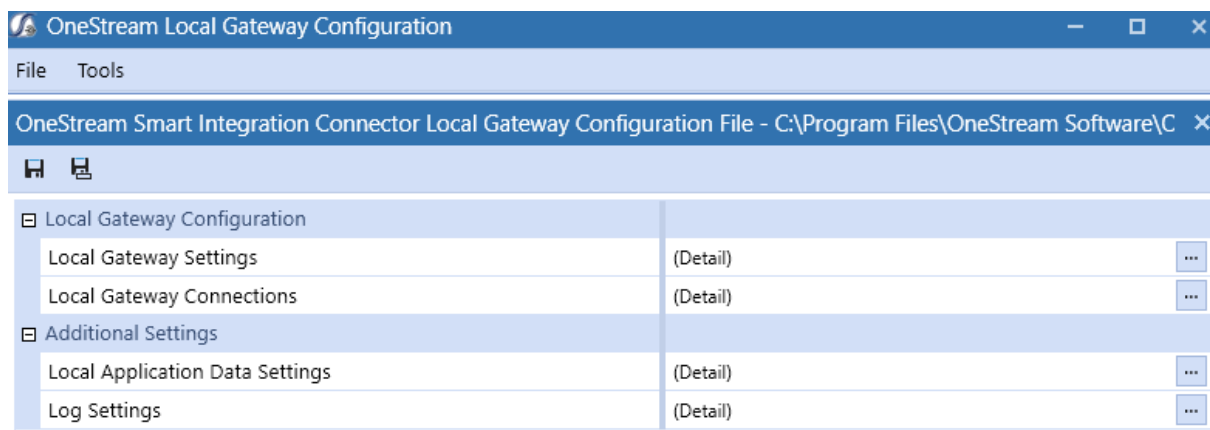 OneStream Local Gateway Configuration
File Tools
OneStream Smart Integration Connector Local Gateway Configuration File - C:\Program Files\OneStream Software\C
Local Gateway Configuration
Local Gateway Settings (Detail) ...
Local Gateway Connections (Detail) ...
Additional Settings
Local Application Data Settings (Detail) ...
Log Settings (Detail) ...